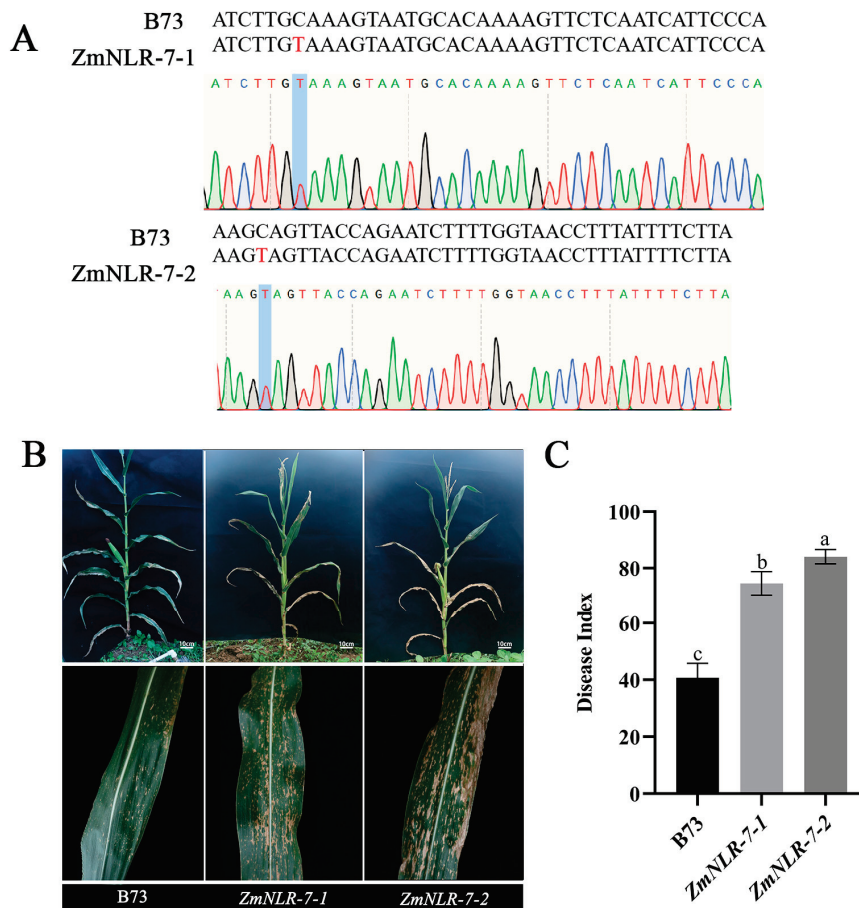 A
B73 ATCTTGCAAAGTAATGCACAAAAGTTCTCAATCATTCCCA
ZmNLR-7-1 ATCTTGTAAAGTAATGCACAAAAGTTCTCAATCATTCCCA
ATCTTGTAAAGTAATGCACAAAAGTTCTCAATCATTCCCA
B73 AAGCAGTTACCAGAATCTTTTGGTAACCTTTATTTTCTTA
ZmNLR-7-2 AAGTAGTTACCAGAATCTTTTGGTAACCTTTATTTTCTTA
AAGTAGTTACCAGAATCTTTTGGTAACCTTTATTTTCTTA
B
10cm 10cm 10cm
B73 ZmNLR-7-1 ZmNLR-7-2
C
Disease Index
100
80
60
40
20
0
c b a
B73 ZmNLR-7-1 ZmNLR-7-2